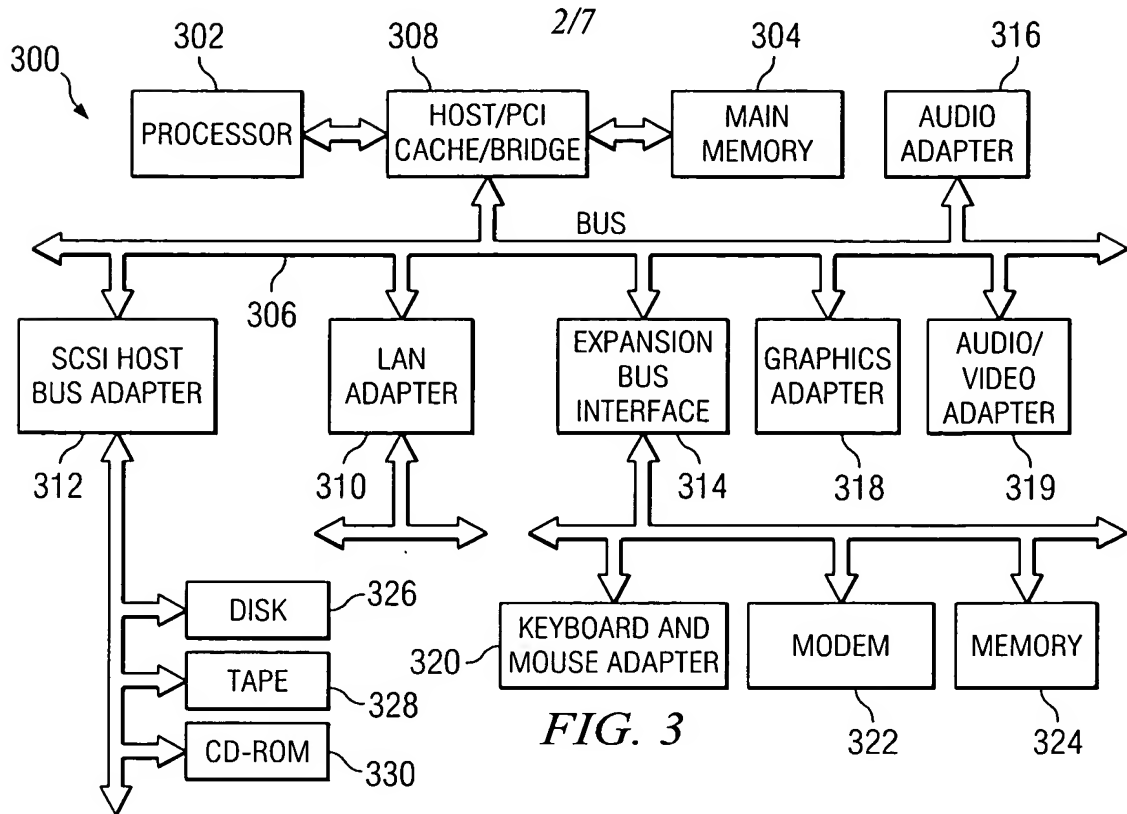 2/7
300
302
308
304
316
PROCESSOR
HOST/PCI
CACHE/BRIDGE
MAIN
MEMORY
AUDIO
ADAPTER
BUS
306
SCSI HOST
BUS ADAPTER
LAN
ADAPTER
EXPANSION
BUS
INTERFACE
GRAPHICS
ADAPTER
AUDIO/
VIDEO
ADAPTER
312
310
314
318
319
DISK
326
TAPE
328
CD-ROM
330
320
KEYBOARD AND
MOUSE ADAPTER
MODEM
MEMORY
322
324
FIG. 3